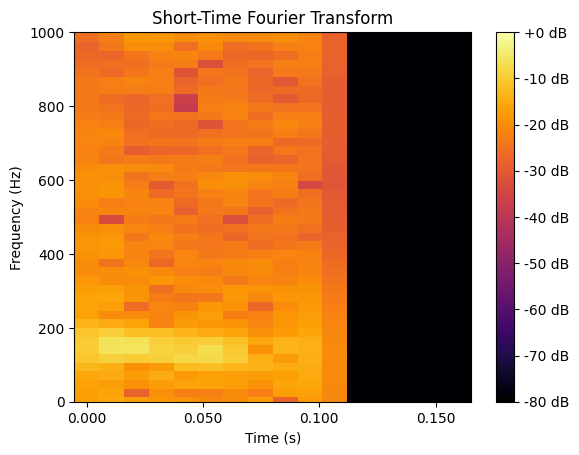 Short-Time Fourier Transform
Frequency (Hz)
1000
800
600
400
200
0
0.000
0.050
0.100
0.150
Time (s)
+0 dB
-10 dB
-20 dB
-30 dB
-40 dB
-50 dB
-60 dB
-70 dB
-80 dB